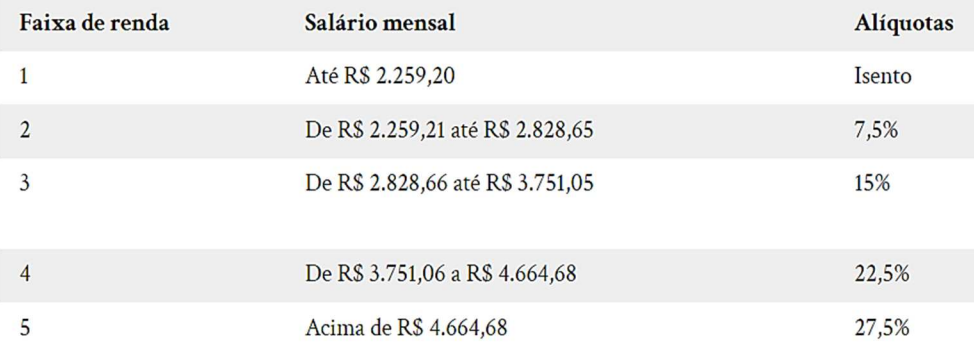 Faixa de renda Salário mensal Alíquotas
1 Até R$ 2.259,20 Isento
2 De R$ 2.259,21 até R$ 2.828,65 7,5%
3 De R$ 2.828,66 até R$ 3.751,05 15%
4 De R$ 3.751,06 a R$ 4.664,68 22,5%
5 Acima de R$ 4.664,68 27,5%